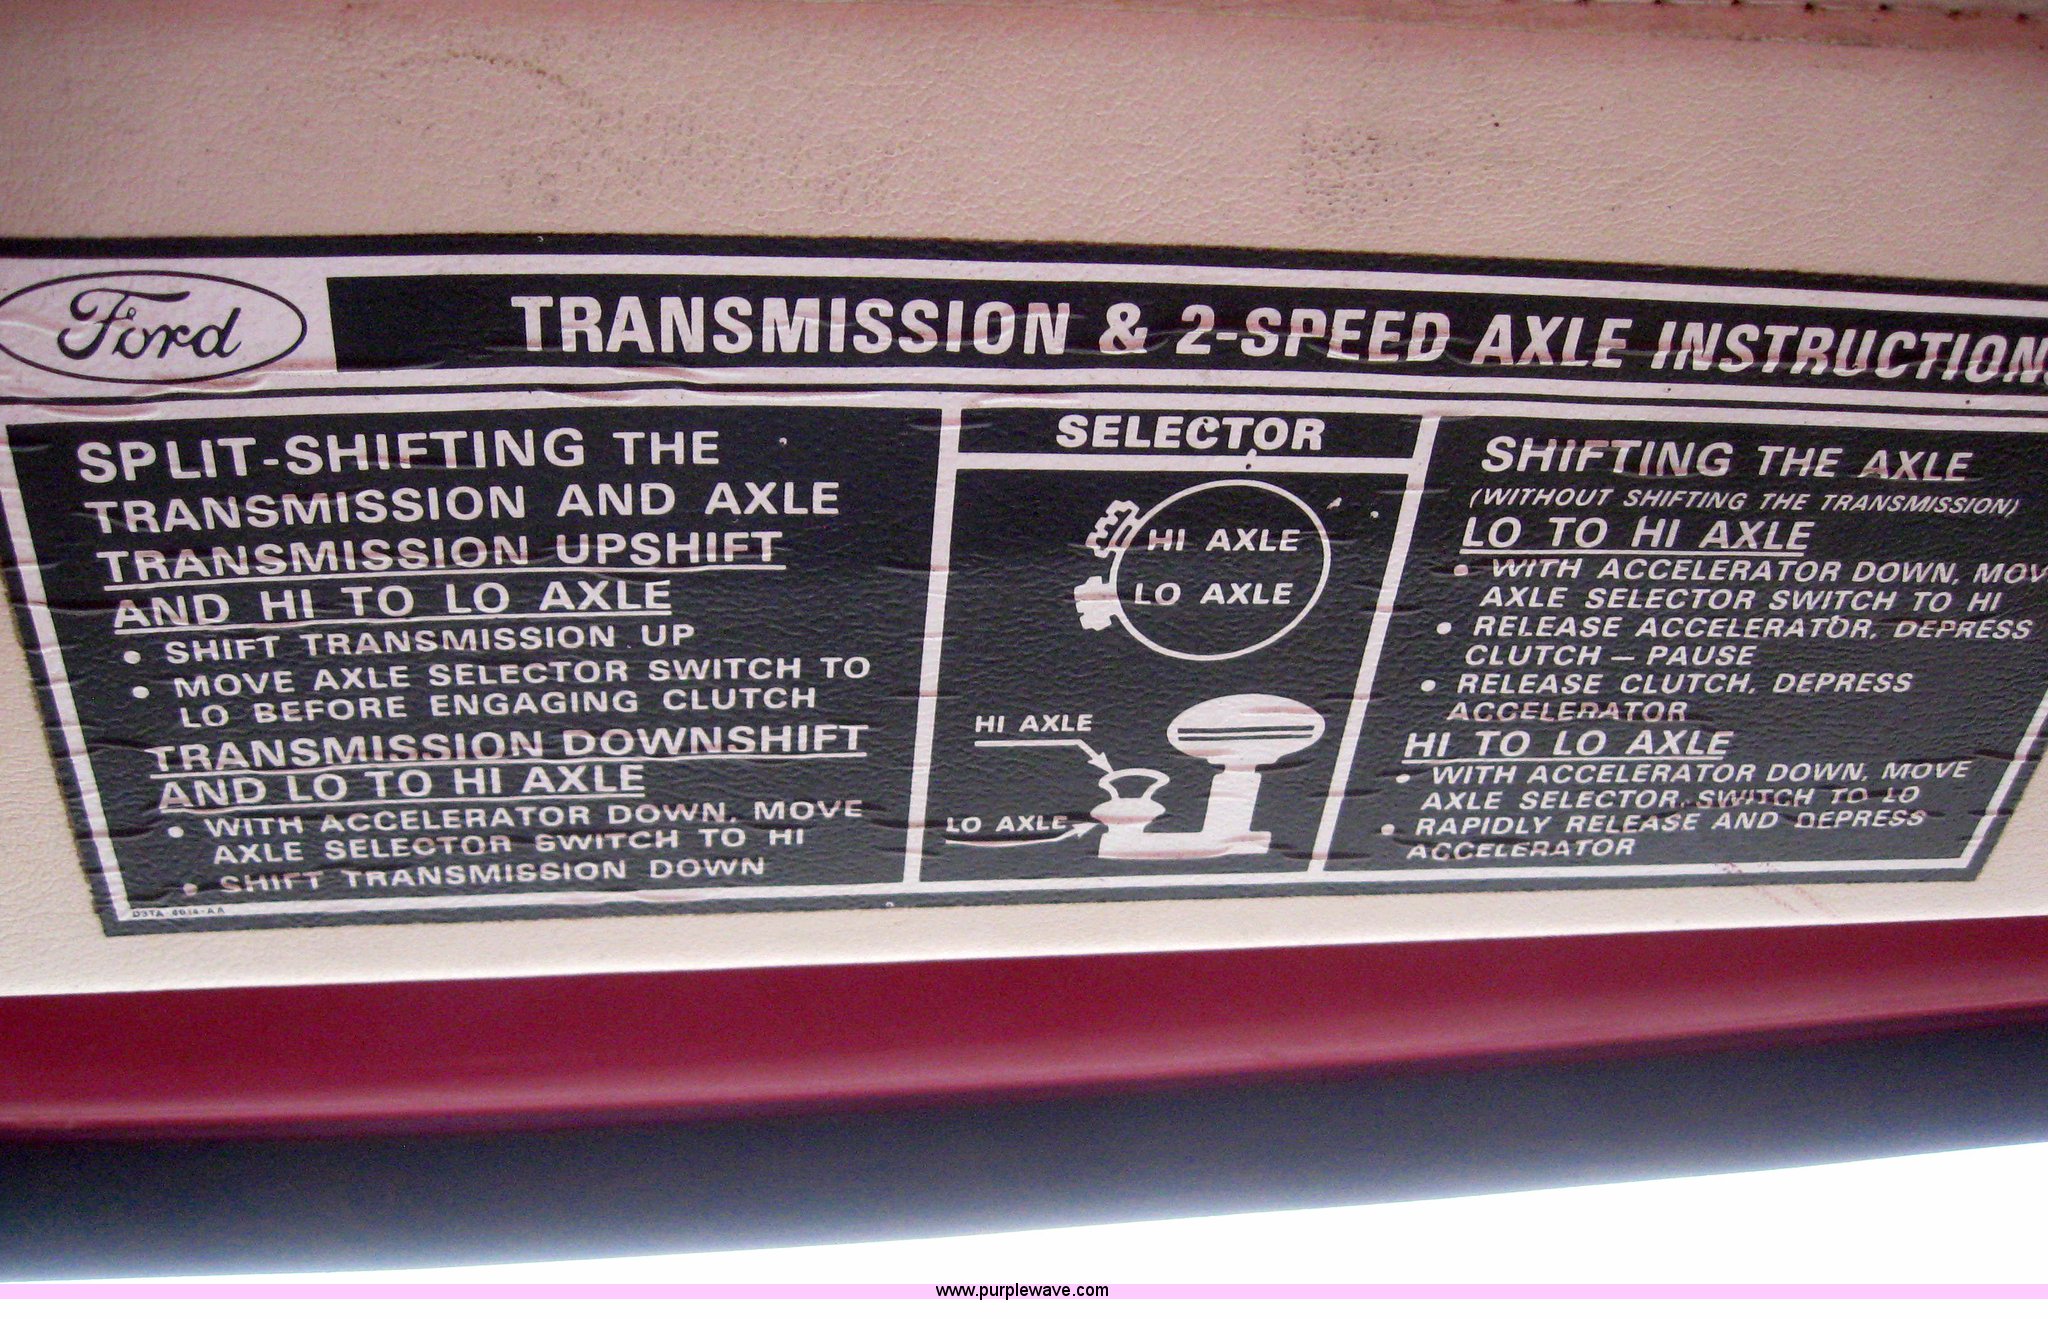 Ford
TRANSMISSION & 2-SPEED AXLE INSTRUCTIONS
SPLIT-SHIFTING THE
TRANSMISSION AND AXLE
TRANSMISSION UPSHIFT
AND HI TO LO AXLE
• SHIFT TRANSMISSION UP
• MOVE AXLE SELECTOR SWITCH TO
LO BEFORE ENGAGING CLUTCH
TRANSMISSION DOWNSHIFT
AND LO TO HI AXLE
• WITH ACCELERATOR DOWN, MOVE
AXLE SELECTOR SWITCH TO HI
• SHIFT TRANSMISSION DOWN
SELECTOR
HI AXLE
LO AXLE
HI AXLE
LO AXLE
SHIFTING THE AXLE
(WITHOUT SHIFTING THE TRANSMISSION)
LO TO HI AXLE
• WITH ACCELERATOR DOWN, MOV
AXLE SELECTOR SWITCH TO HI
• RELEASE ACCELERATOR, DEPRESS
CLUTCH – PAUSE
• RELEASE CLUTCH, DEPRESS
ACCELERATOR
HI TO LO AXLE
• WITH ACCELERATOR DOWN, MOVE
AXLE SELECTOR SWITCH TO LO
• RAPIDLY RELEASE AND DEPRESS
ACCELERATOR
www.purplewave.com